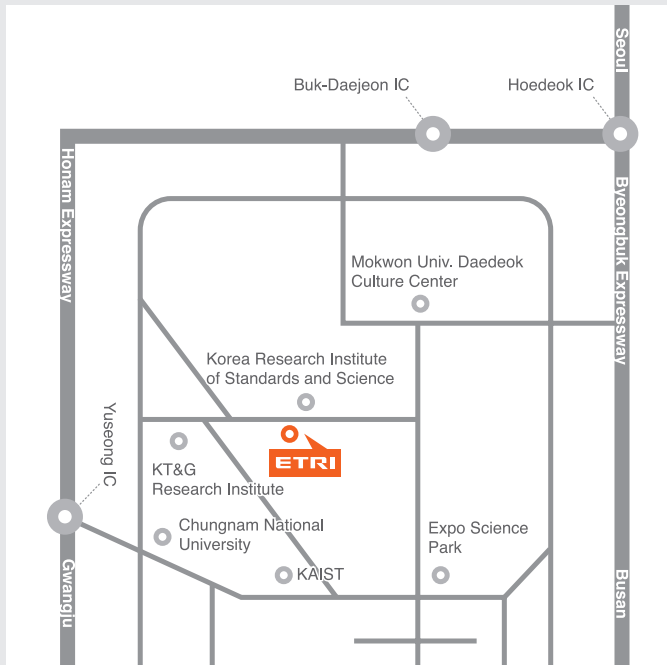 Seoul
Buk-Daejeon IC
Hoedeok IC
Honam Expressway
Byeongbuk Expressway
Mokwon Univ. Daedeok
Culture Center
Korea Research Institute
of Standards and Science
Yuseong IC
ETRI
KT&G
Research Institute
Chungnam National
University
Expo Science
Park
KAIST
Gwangju
Busan